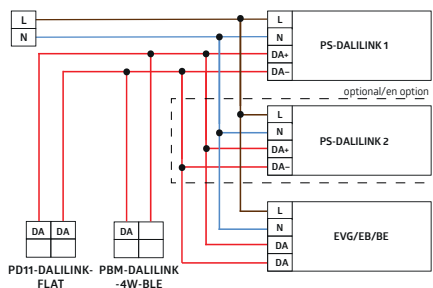 L
N
L
N
DA+
DA−
PS-DALILINK 1
optional/en option
L
N
DA+
DA−
PS-DALILINK 2
L
N
DA
DA
EVG/EB/BE
DA DA
DA DA
PD11-DALILINK-
FLAT
PBM-DALILINK
-4W-BLE